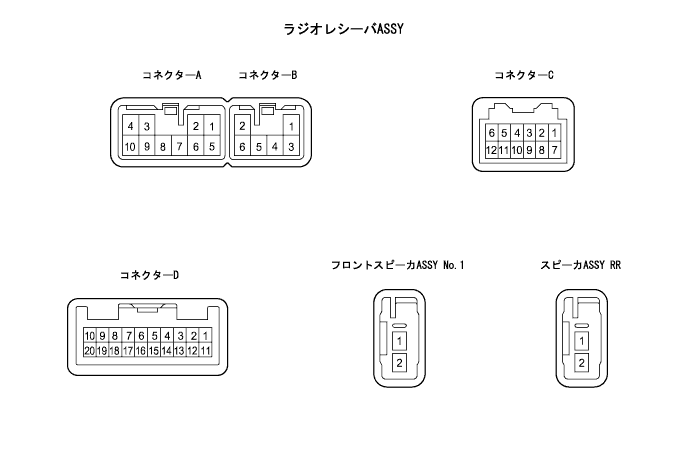 ラジオレシーバASSY
コネクターA コネクターB コネクターC
4 3 2 1 2 1
10 9 8 7 6 5 6 5 4 3
6 5 4 3 2 1
12 11 10 9 8 7
コネクターD フロントスピーカASSY No.1 スピーカASSY RR
10 9 8 7 6 5 4 3 2 1
20 19 18 17 16 15 14 13 12 11
1 1
2 2